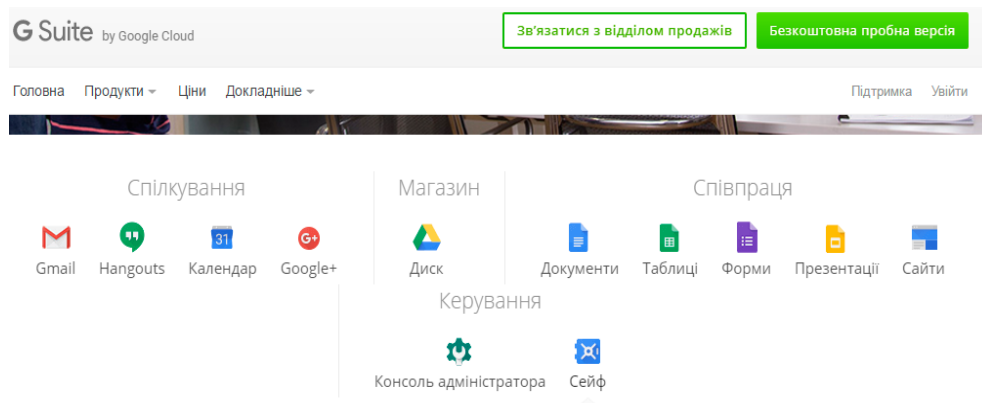 G Suite by Google Cloud
Зв'язатися з відділом продажів
Безкоштовна пробна версія
Головна Продукти Ціни Докладніше Підтримка Увійти
Спілкування Магазин Співпраця
31 G+
Gmail Hangouts Календар Google+ Диск Документи Таблиці Форми Презентації Сайти
Керування
Консоль адміністратора Сейф